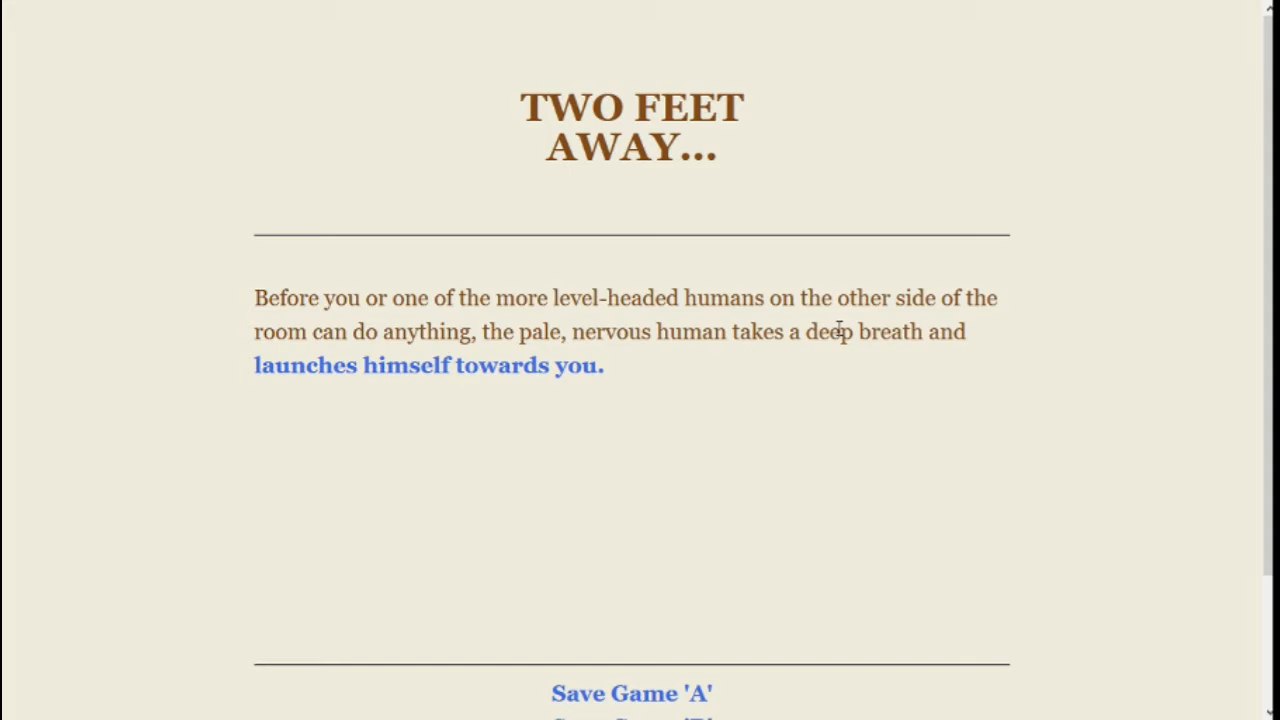 TWO FEET
AWAY...
Before you or one of the more level-headed humans on the other side of the
room can do anything, the pale, nervous human takes a deep breath and
launches himself towards you.
Save Game 'A'